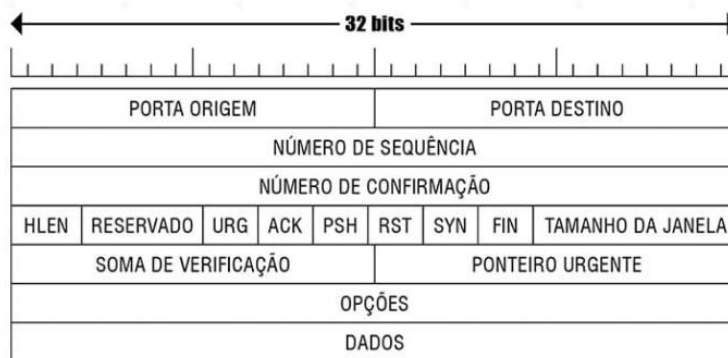 32 bits
PORTA ORIGEM PORTA DESTINO
NÚMERO DE SEQUÊNCIA
NÚMERO DE CONFIRMAÇÃO
HLEN RESERVADO URG ACK PSH RST SYN FIN TAMANHO DA JANELA
SOMA DE VERIFICAÇÃO PONTEIRO URGENTE
OPÇÕES
DADOS